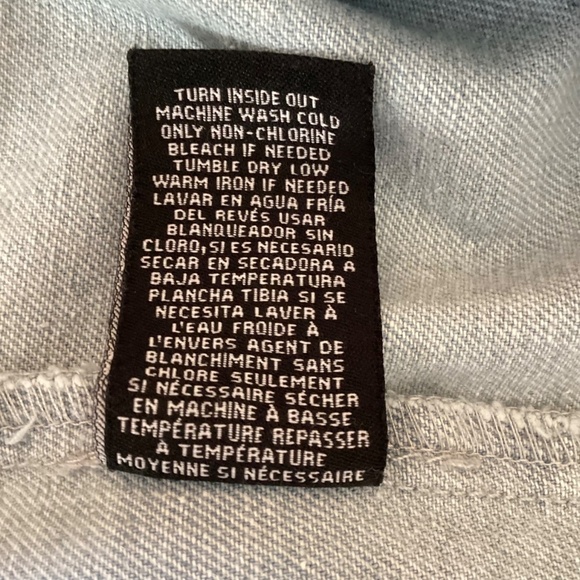 TURN INSIDE OUT
MACHINE WASH COLD
ONLY NON-CHLORINE
BLEACH IF NEEDED
TUMBLE DRY LOW
WARM IRON IF NEEDED
LAVAR EN AGUA FRÍA
DEL REVÉS USAR
BLANQUEADOR SIN
CLORO, SI ES NECESARIO
SECAR EN SECADORA A
BAJA TEMPERATURA
PLANCHA TIBIA SI SE
NECESITA LAVER À
L'EAU FROIDE À
L'ENVERS AGENT DE
BLANCHIMENT SANS
CHLORE SEULEMENT
SI NÉCESSAIRE SÉCHER
EN MACHINE À BASSE
TEMPÉRATURE REPASSER
À TEMPÉRATURE
MOYENNE SI NÉCESSAIRE